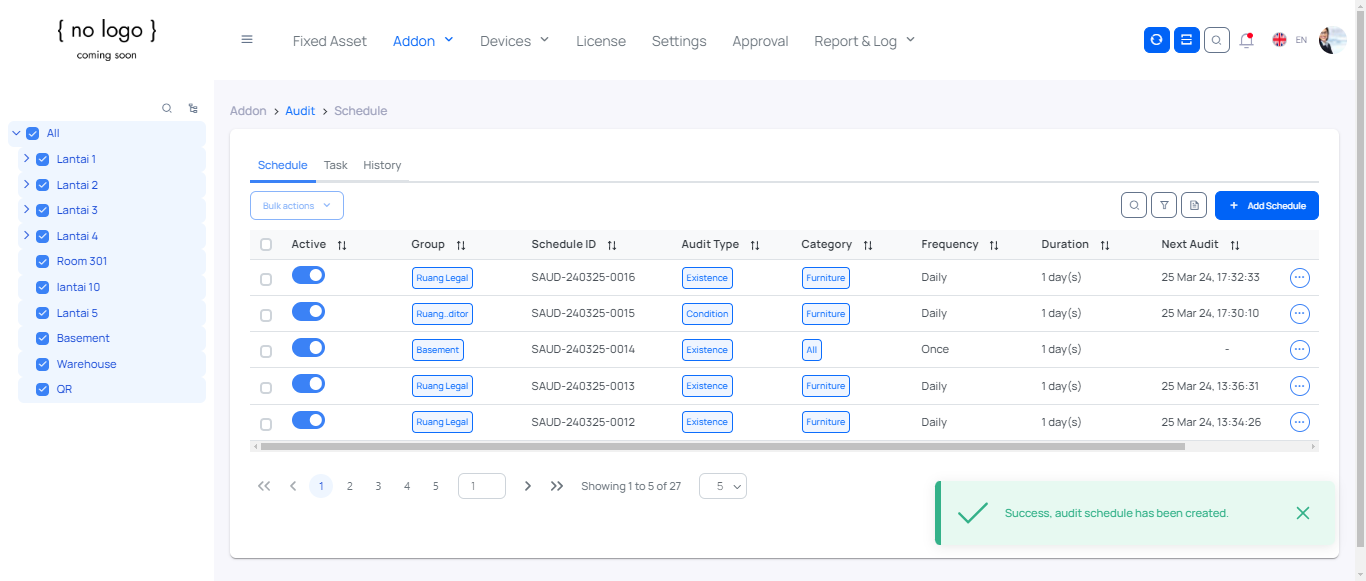 { no logo }
coming soon
Fixed Asset Addon Devices License Settings Approval Report & Log EN
Addon > Audit > Schedule
All
Lantai 1
Lantai 2
Lantai 3
Lantai 4
Room 301
lantai 10
Lantai 5
Basement
Warehouse
QR
Schedule Task History
Bulk actions + Add Schedule
Active Group Schedule ID Audit Type Category Frequency Duration Next Audit
Ruang Legal SAUD-240325-0016 Existence Furniture Daily 1 day(s) 25 Mar 24, 17:32:33
Ruang..ditor SAUD-240325-0015 Condition Furniture Daily 1 day(s) 25 Mar 24, 17:30:10
Basement SAUD-240325-0014 Existence All Once 1 day(s) -
Ruang Legal SAUD-240325-0013 Existence Furniture Daily 1 day(s) 25 Mar 24, 13:36:31
Ruang Legal SAUD-240325-0012 Existence Furniture Daily 1 day(s) 25 Mar 24, 13:34:26
1 2 3 4 5 1 Showing 1 to 5 of 27 5
Success, audit schedule has been created.